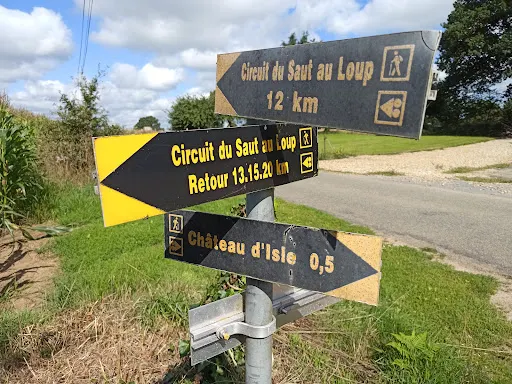 Circuit du Saut au Loup
12 km
Circuit du Saut au Loup
Retour 13.15.20 km
Château d'Isle 0,5